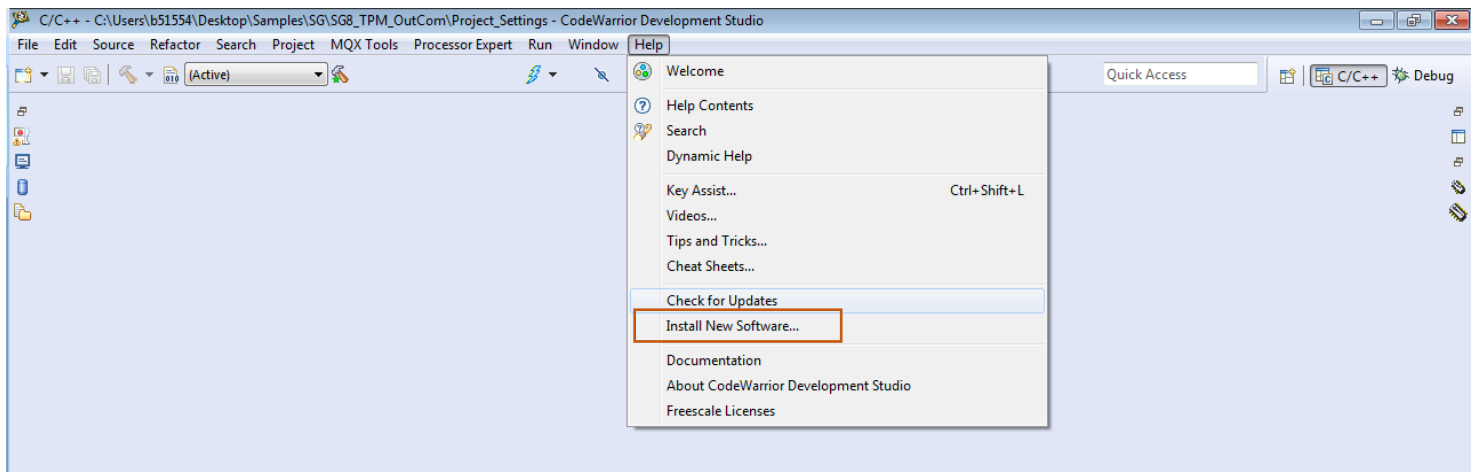 C/C++ - C:\Users\b51554\Desktop\Samples\SG\SG8_TPM_OutCom\Project_Settings - CodeWarrior Development Studio
File Edit Source Refactor Search Project MQX Tools Processor Expert Run Window Help
(Active) Quick Access C/C++ Debug
Welcome
Help Contents
Search
Dynamic Help
Key Assist... Ctrl+Shift+L
Videos...
Tips and Tricks...
Cheat Sheets...
Check for Updates
Install New Software...
Documentation
About CodeWarrior Development Studio
Freescale Licenses